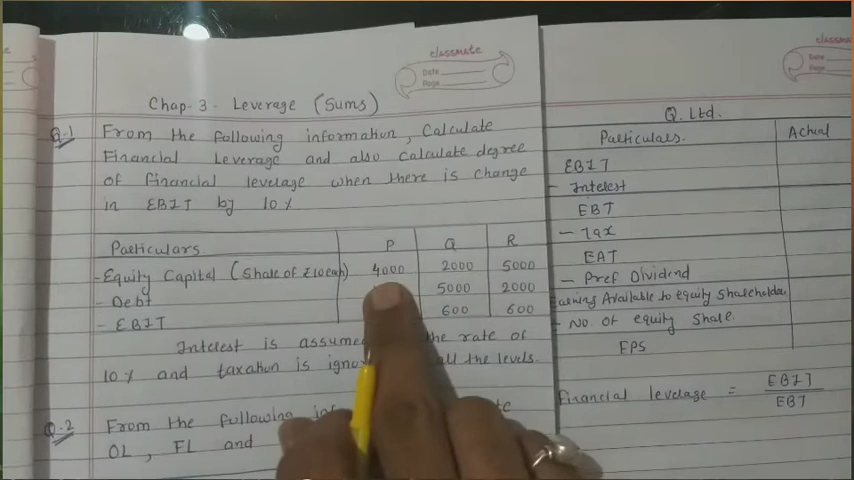 classmate
Date
Page
Chap-3- Leverage (Sums)
Q.1 From the following information, Calculate
Financial Leverage and also calculate degree
of financial leverage when there is change
in EBIT by 10%
Particulars P Q R
- Equity Capital (Share of ₹10 each) 4000 2000 5000
- Debt 5000 2000
- EBIT 600 600
Interest is assumed the rate of
10% and taxation is all the levels.
Q.2 From the following
OL, FL and
classmate
Date
Page
Q. Ltd.
Particulars. Actual
EBIT
- Interest
EBT
- Tax
EAT
- Pref Dividend
Earning Available to equity Shareholder
- No. of equity Share.
EPS
Financial leverage = EBIT
EBT